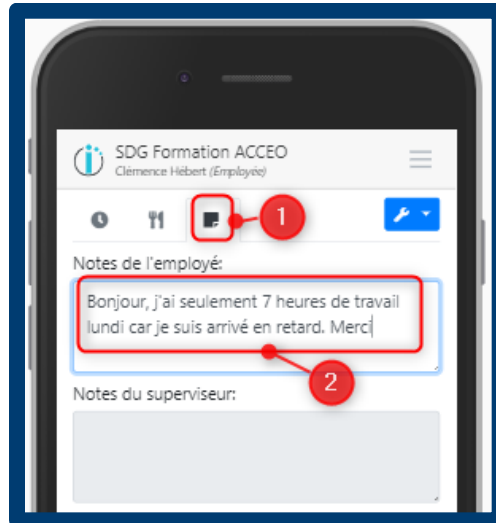 SDG Formation ACCEO
Clémence Hébert (Employée)
1
Notes de l'employé:
Bonjour, j'ai seulement 7 heures de travail
lundi car je suis arrivé en retard. Merci
2
Notes du superviseur: